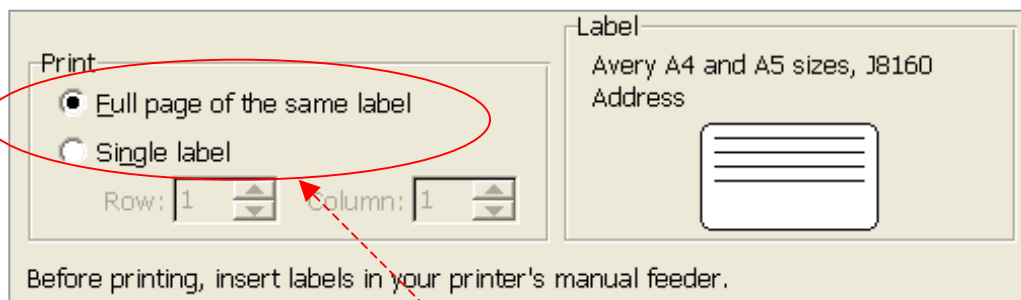 Print
Full page of the same label
Single label
Row: 1 Column: 1
Label
Avery A4 and A5 sizes, J8160
Address
Before printing, insert labels in your printer's manual feeder.